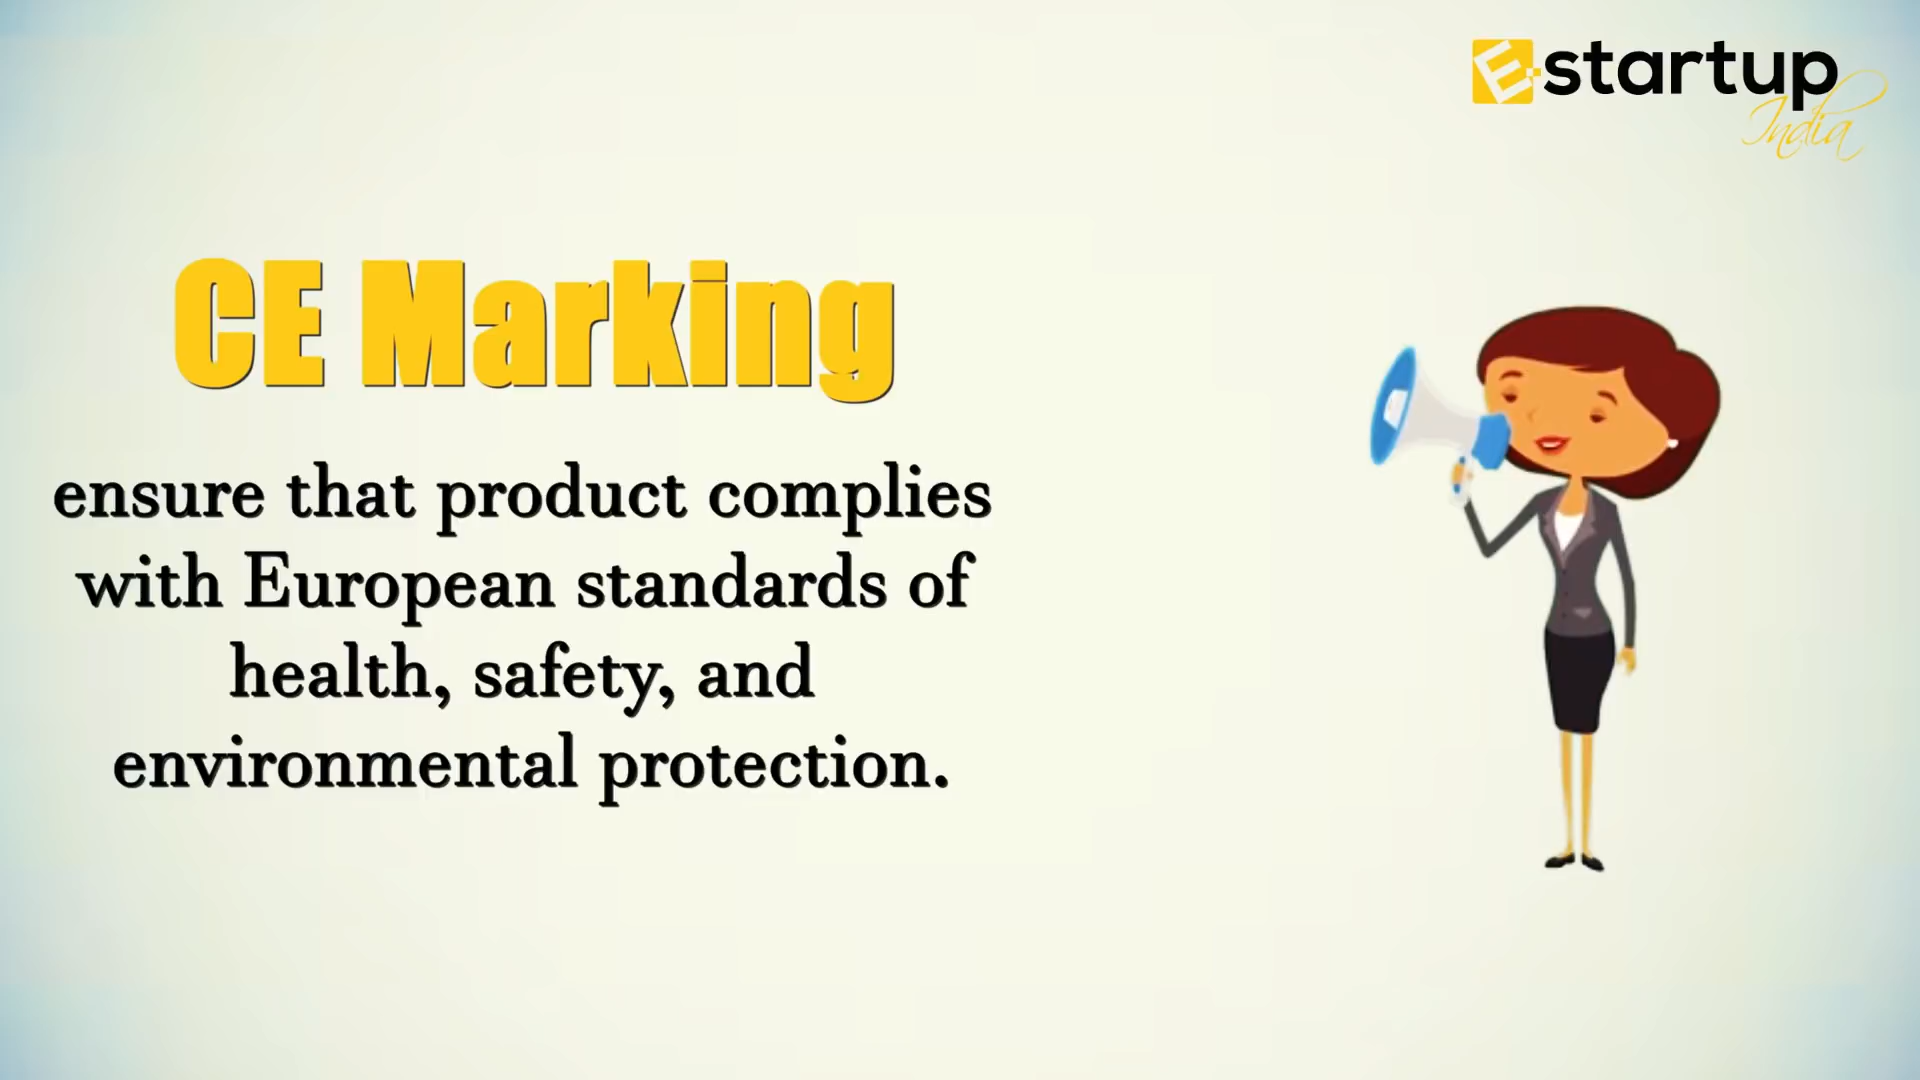 E-startup
India
CE Marking
ensure that product complies
with European standards of
health, safety, and
environmental protection.